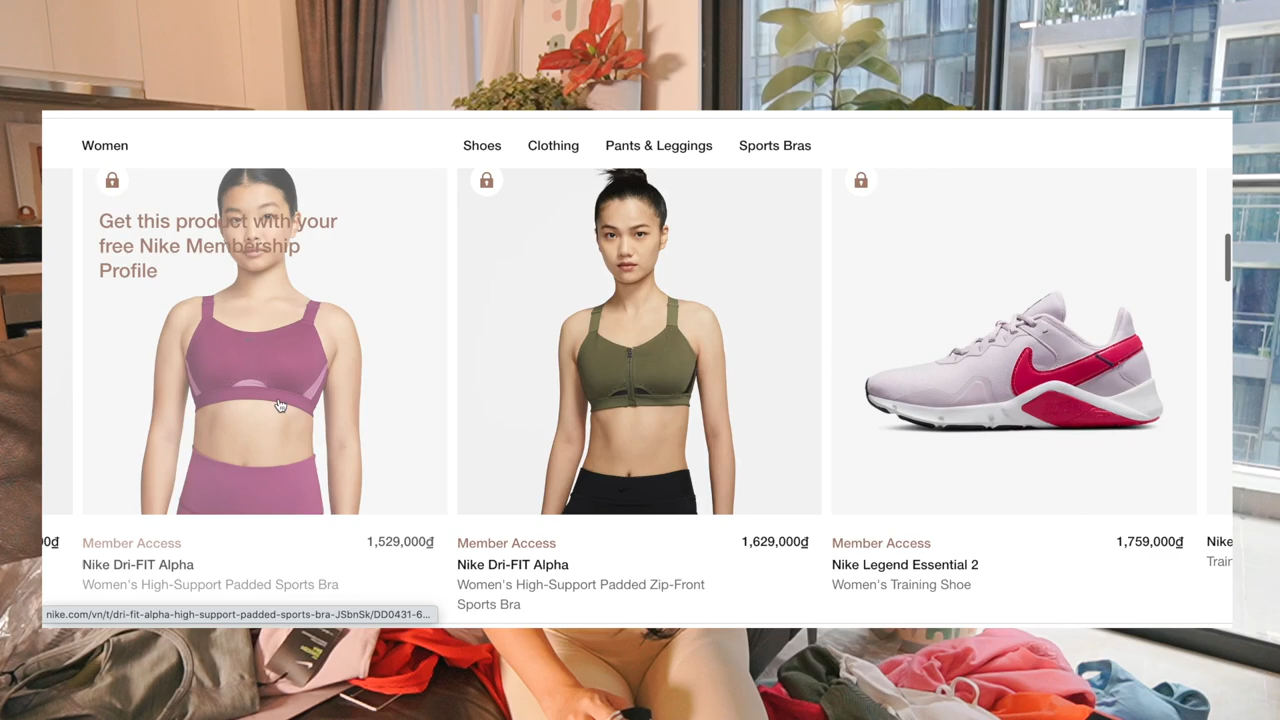 Women
Shoes
Clothing
Pants & Leggings
Sports Bras
Get this product with your
free Nike Membership
Profile
0₫
Member Access
1,529,000₫
Nike Dri-FIT Alpha
Women's High-Support Padded Sports Bra
Member Access
1,629,000₫
Nike Dri-FIT Alpha
Women's High-Support Padded Zip-Front
Sports Bra
Member Access
1,759,000₫
Nike Legend Essential 2
Women's Training Shoe
Nike
Train
nike.com/vn/t/dri-fit-alpha-high-support-padded-sports-bra-JSbnSk/DD0431-6...